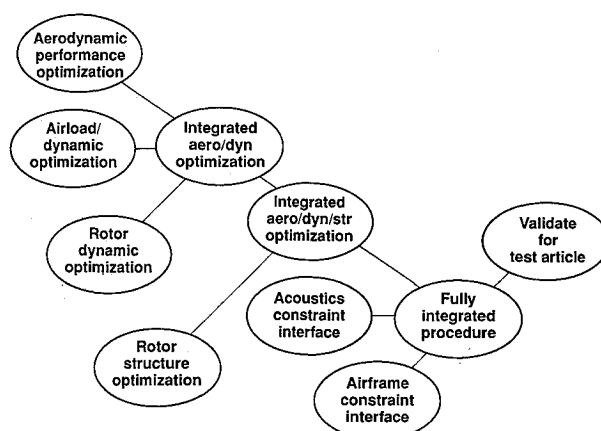 Aerodynamic
performance
optimization
Airload/
dynamic
optimization
Integrated
aero/dyn
optimization
Rotor
dynamic
optimization
Integrated
aero/dyn/str
optimization
Validate
for
test article
Acoustics
constraint
interface
Fully
integrated
procedure
Rotor
structure
optimization
Airframe
constraint
interface